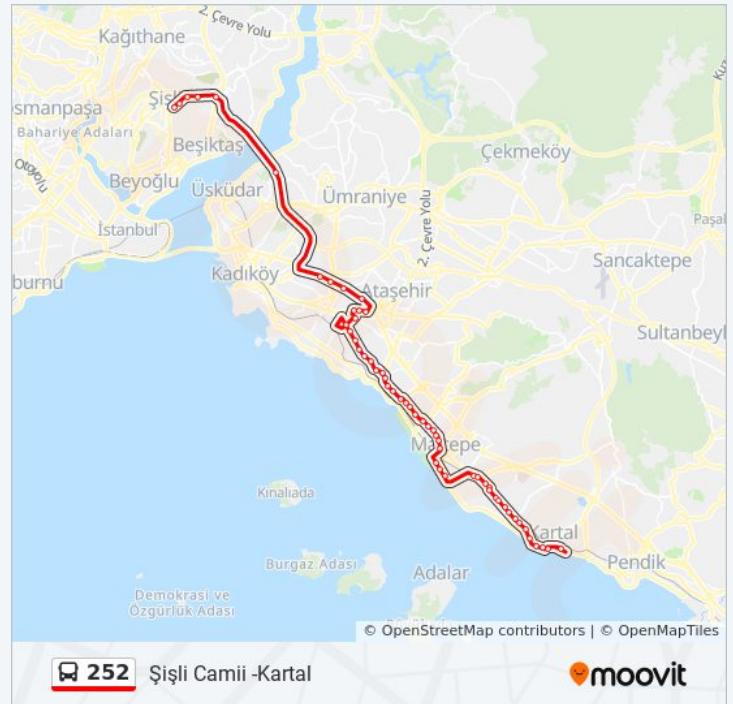 2. Çevre Yolu
Kağıthane
Şişli
osmanpaşa
Bahariye Adaları
Beşiktaş
Çekmeköy
Otoyolu
Beyoğlu
Üsküdar
Ümraniye
2. Çevre Yolu
Paşal
İstanbul
Sancaktepe
Kadıköy
Ataşehir
burnu
Sultanbeyl
Maltepe
Kınalıada
Kartal
Burgaz Adası
Adalar
Pendik
Demokrasi ve
Özgürlük Adası
© OpenStreetMap contributors | © OpenMapTiles
252 Şişli Camii -Kartal
moovit